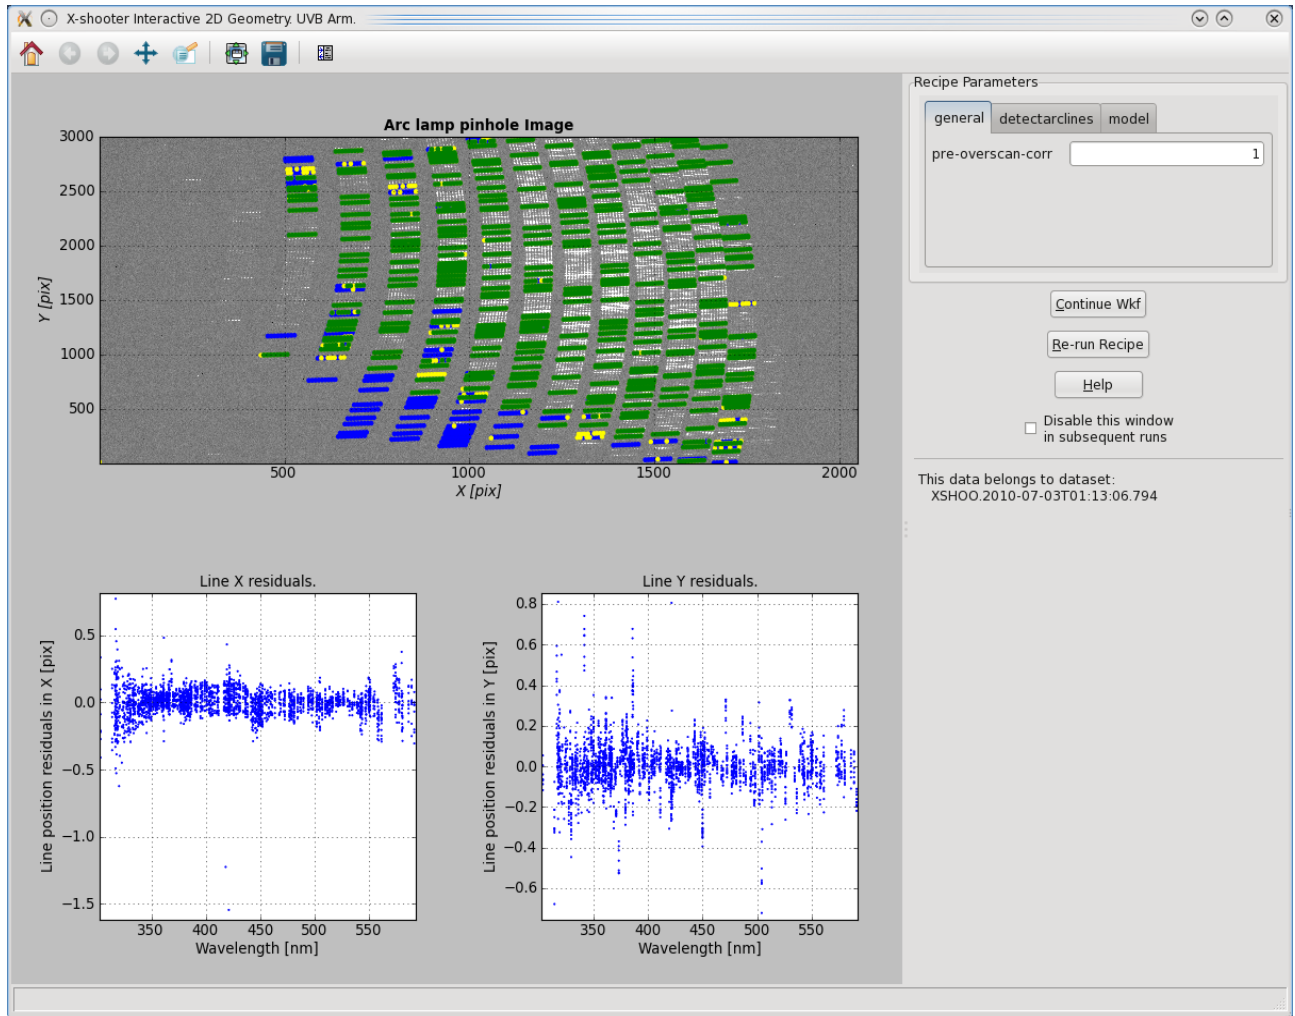 X-shooter Interactive 2D Geometry. UVB Arm.
Arc lamp pinhole Image
3000
2500
2000
1500
1000
500
Y [pix]
500
1000
1500
2000
X [pix]
Line X residuals.
0.5
0.0
−0.5
−1.0
−1.5
Line position residuals in X [pix]
350
400
450
500
550
Wavelength [nm]
Line Y residuals.
0.8
0.6
0.4
0.2
0.0
−0.2
−0.4
−0.6
Line position residuals in Y [pix]
350
400
450
500
550
Wavelength [nm]
Recipe Parameters
general
detectarclines
model
pre-overscan-corr
1
Continue Wkf
Re-run Recipe
Help
Disable this window
in subsequent runs
This data belongs to dataset:
XSHOO.2010-07-03T01:13:06.794